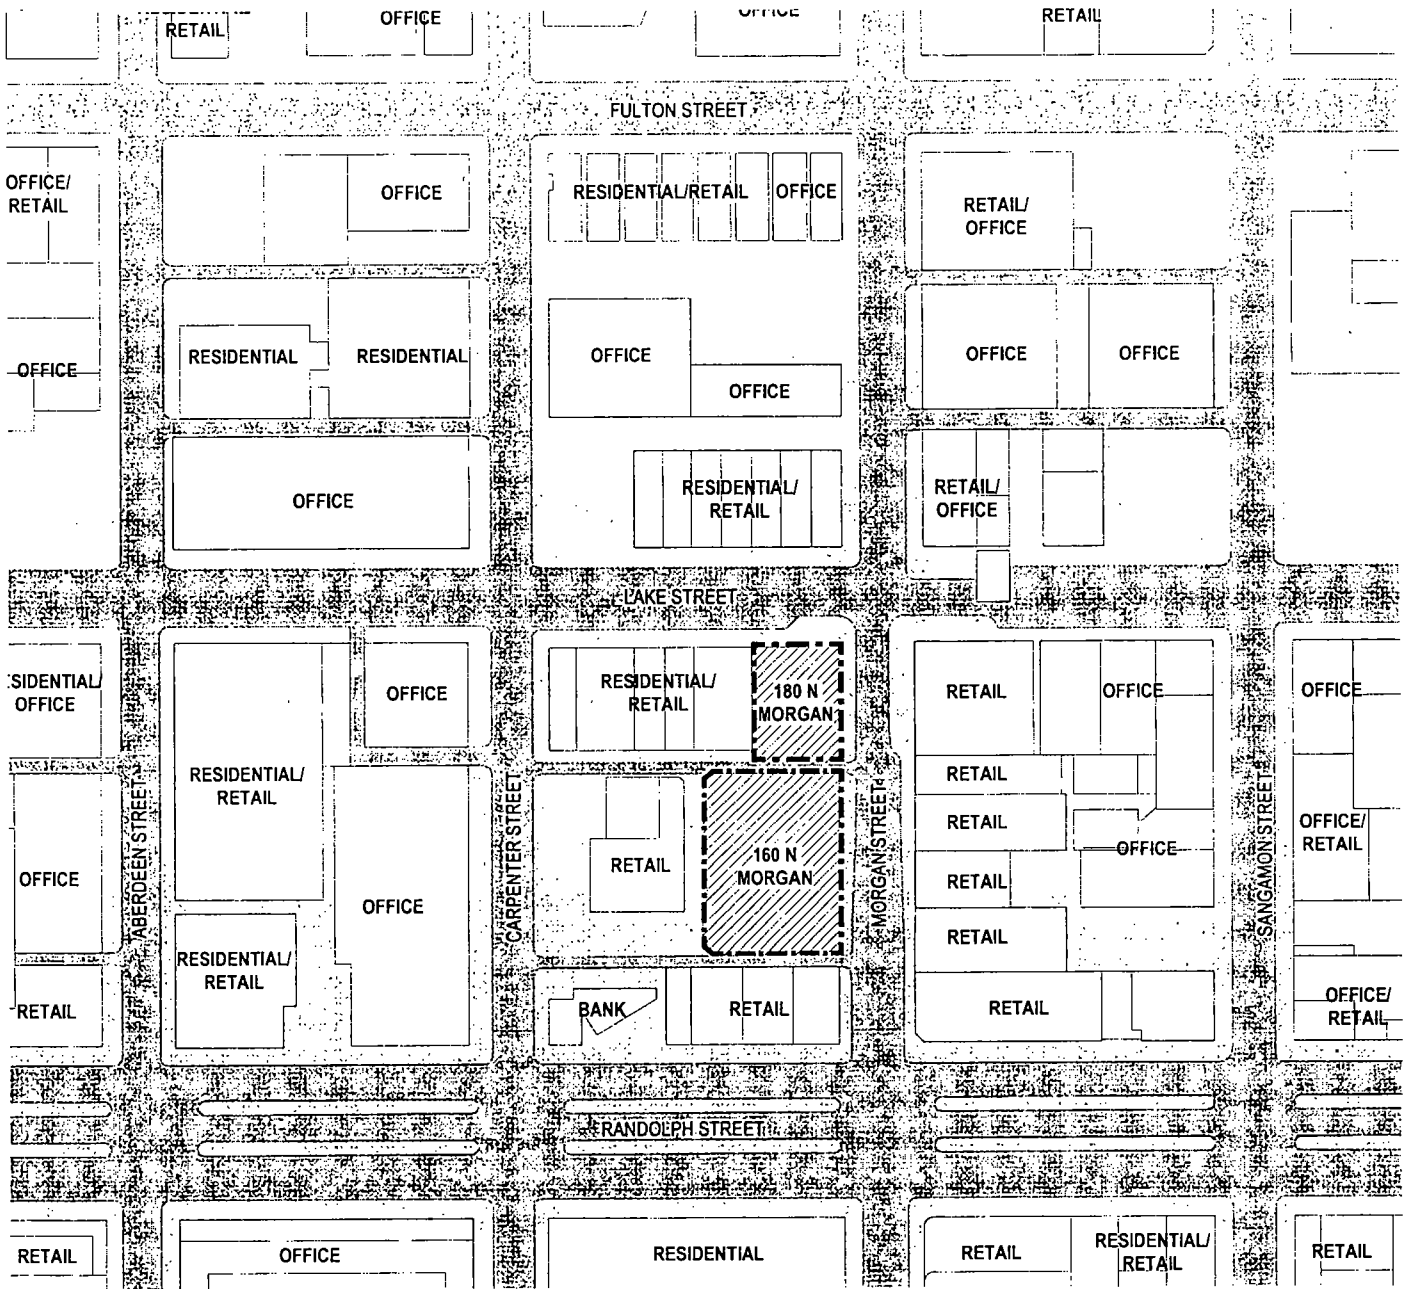 OFFICE
OFFICE
RETAIL
RETAIL
FULTON STREET
OFFICE/
RETAIL
OFFICE
RESIDENTIAL/RETAIL
OFFICE
RETAIL/
OFFICE
OFFICE
RESIDENTIAL
RESIDENTIAL
OFFICE
OFFICE
OFFICE
OFFICE
OFFICE
RESIDENTIAL/
RETAIL
RETAIL/
OFFICE
LAKE STREET
SIDENTIAL/
OFFICE
OFFICE
RESIDENTIAL/
RETAIL
180 N
MORGAN
RETAIL
OFFICE
OFFICE
RESIDENTIAL/
RETAIL
RETAIL
RETAIL
OFFICE
OFFICE/
RETAIL
ABERDEEN STREET
CARPENTER STREET
MORGAN STREET
SANGAMON STREET
OFFICE
OFFICE
RETAIL
160 N
MORGAN
RETAIL
RETAIL
RESIDENTIAL/
RETAIL
RETAIL
BANK
RETAIL
RETAIL
OFFICE/
RETAIL
RANDOLPH STREET
RETAIL
OFFICE
RESIDENTIAL
RETAIL
RESIDENTIAL/
RETAIL
RETAIL